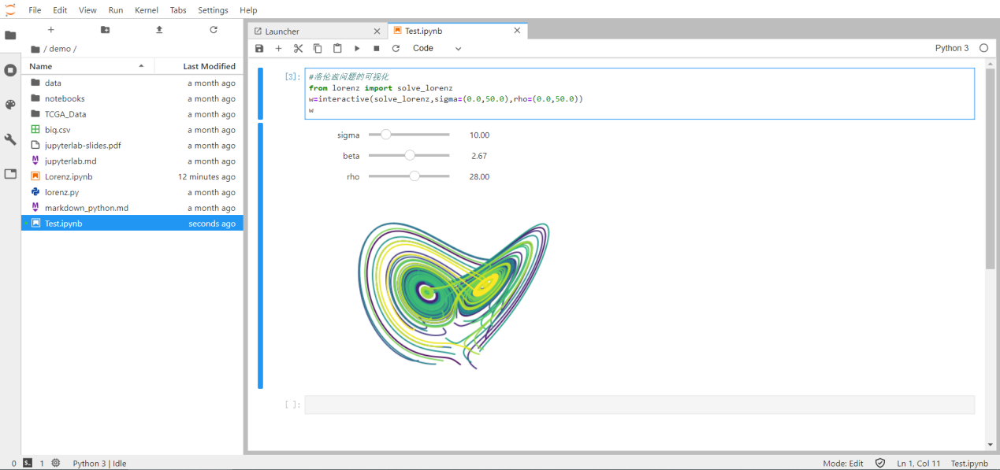 File Edit View Run Kernel Tabs Settings Help
/ demo /
Name Last Modified
data a month ago
notebooks a month ago
TCGA_Data a month ago
big.csv a month ago
jupyterlab-slides.pdf a month ago
jupyterlab.md a month ago
Lorenz.ipynb 12 minutes ago
lorenz.py a month ago
markdown_python.md a month ago
Test.ipynb seconds ago
Launcher
Test.ipynb
Code
Python 3
[3]:
#洛伦兹问题的可视化
from lorenz import solve_lorenz
w=interactive(solve_lorenz,sigma=(0.0,50.0),rho=(0.0,50.0))
w
sigma 10.00
beta 2.67
rho 28.00
[ ]:
0 1 Python 3 | Idle Mode: Edit Ln 1, Col 11 Test.ipynb